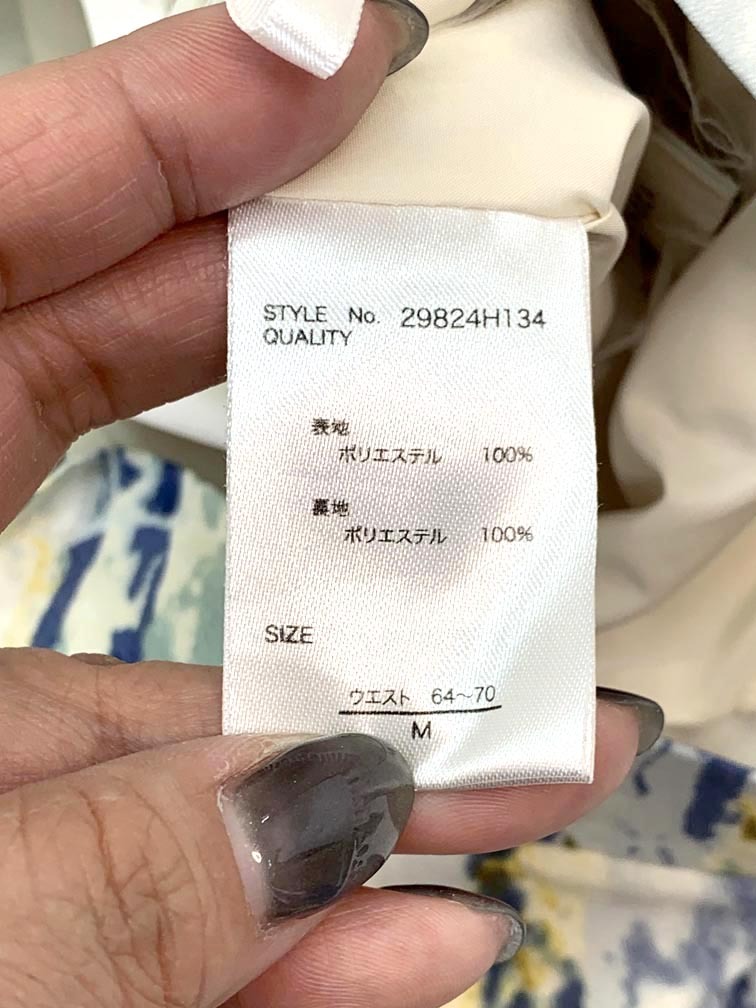 STYLE No. 29824H134
QUALITY
表地
ポリエステル 100%
裏地
ポリエステル 100%
SIZE
ウエスト 64~70
M